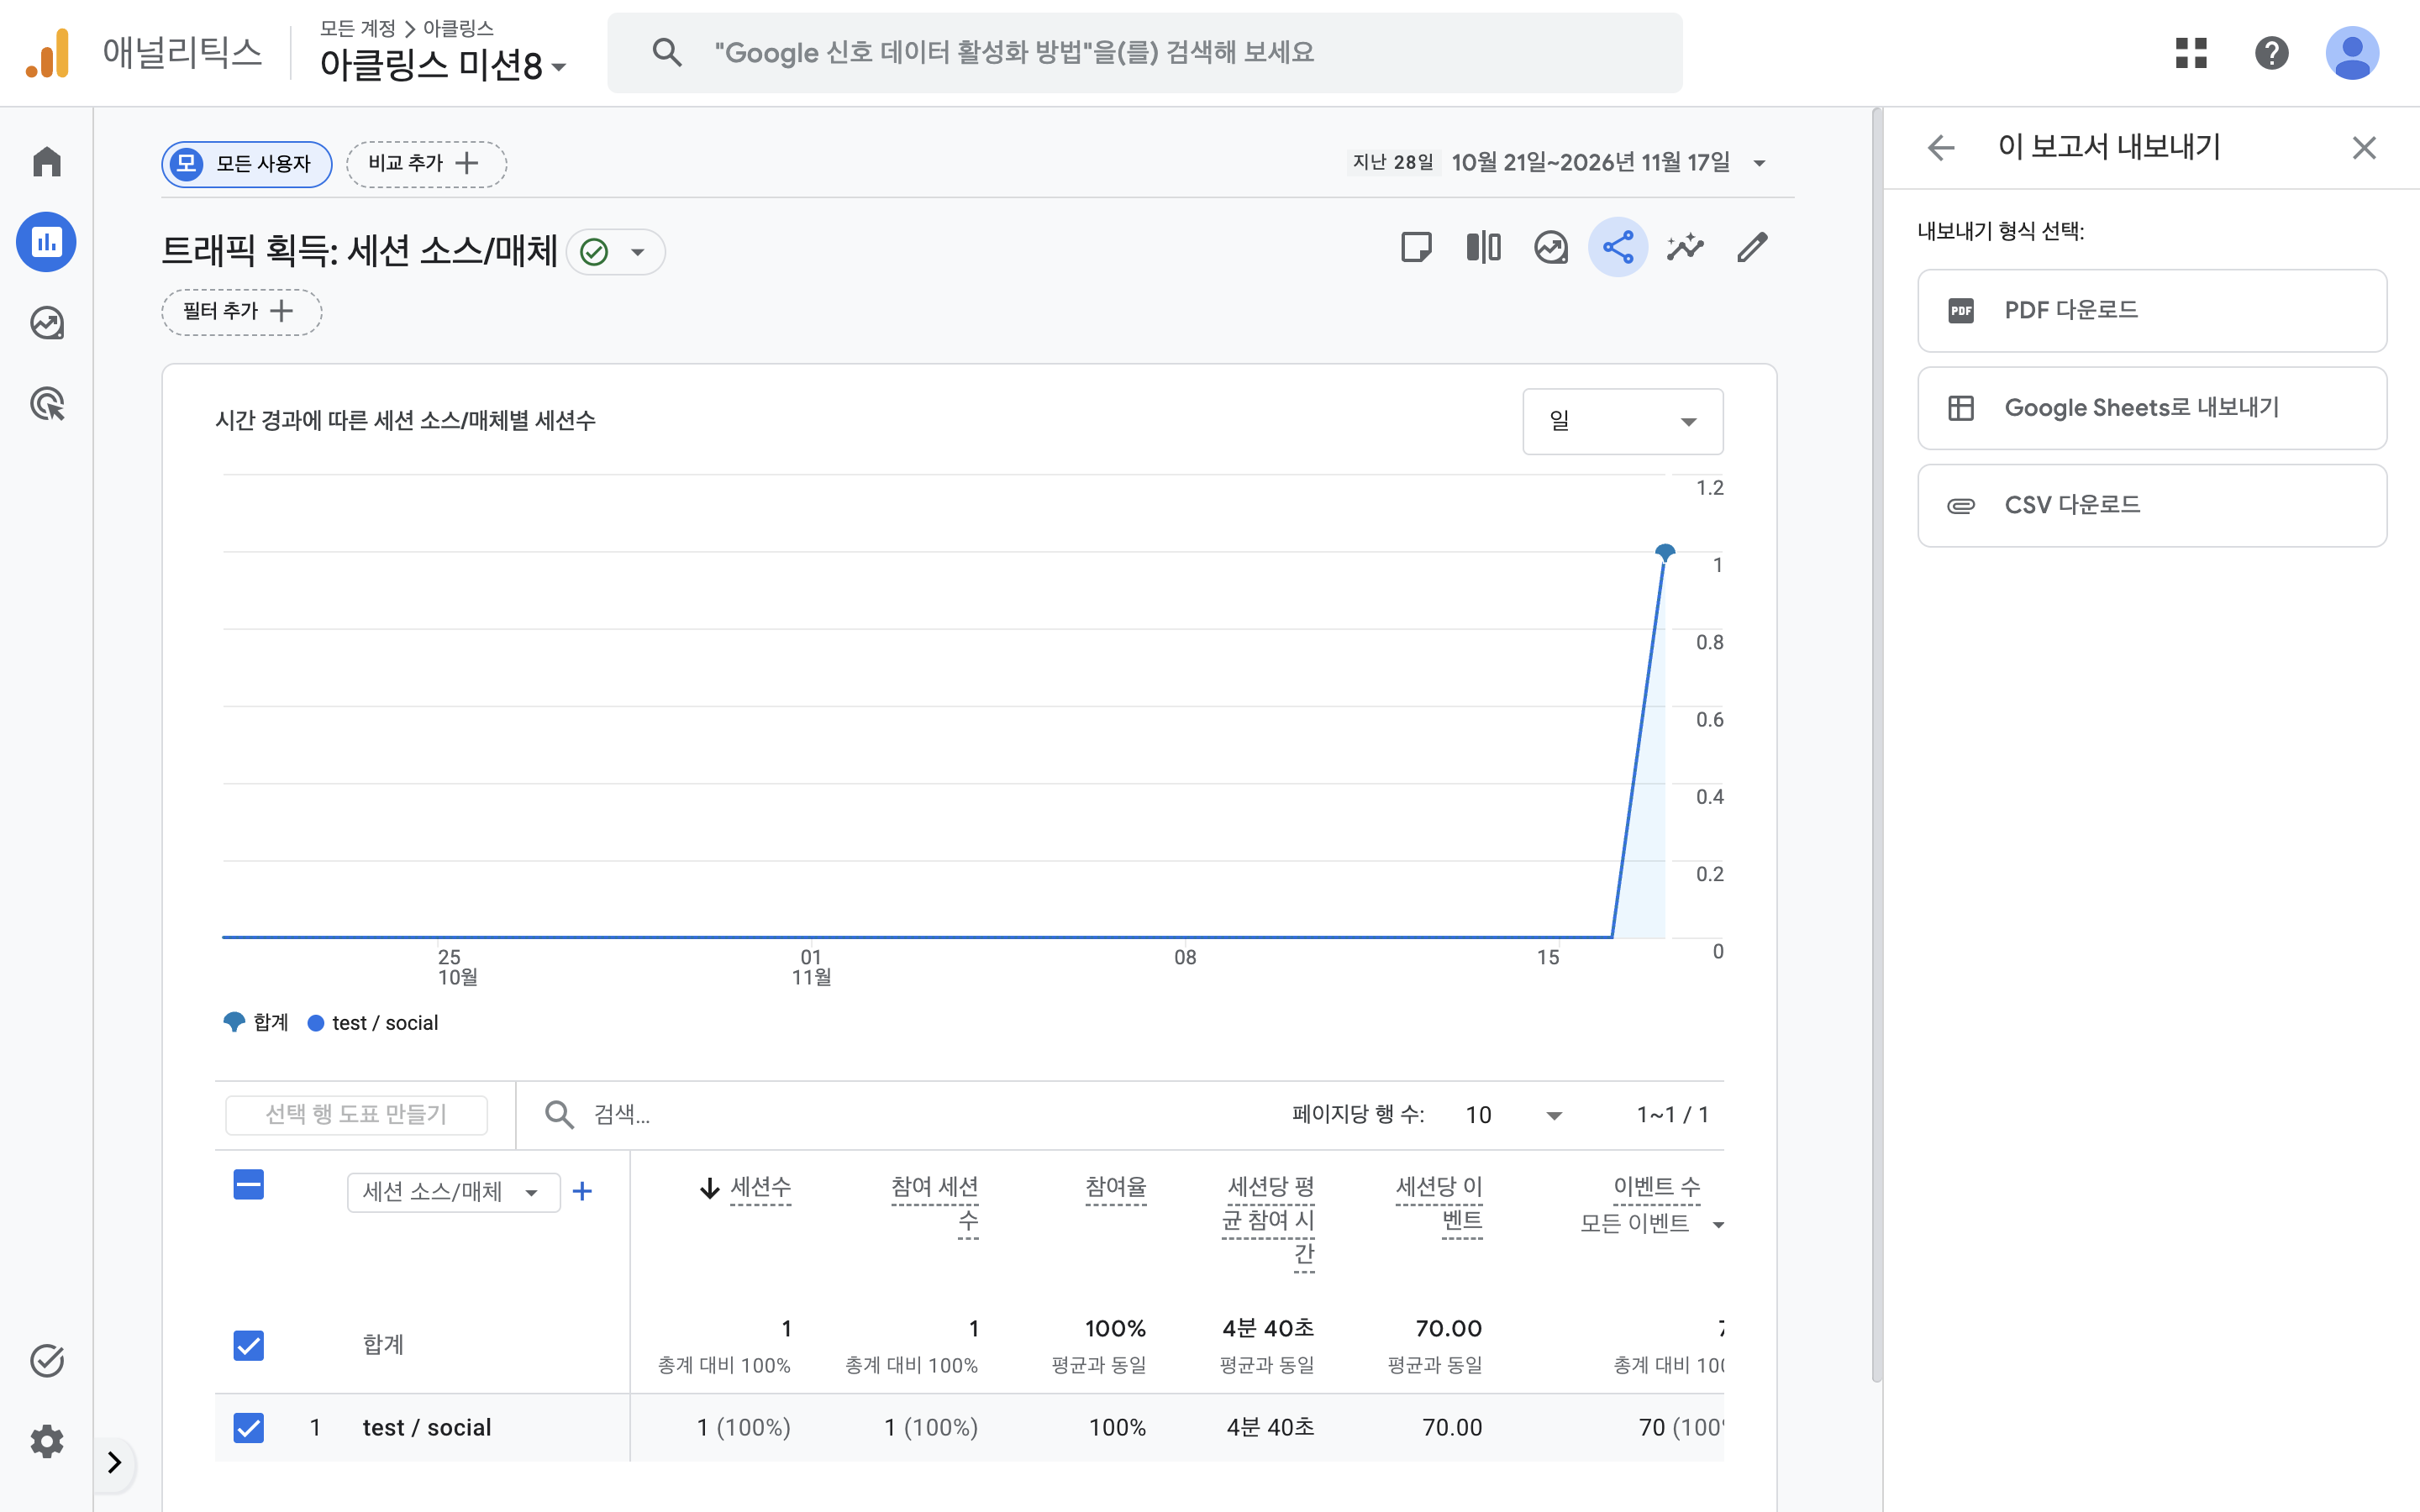 애널리틱스
모든 계정 > 아클링스
아클링스 미션8
"Google 신호 데이터 활성화 방법"을(를) 검색해 보세요
모 모든 사용자
비교 추가
지난 28일 10월 21일~2026년 11월 17일
트래픽 획득: 세션 소스/매체
필터 추가
시간 경과에 따른 세션 소스/매체별 세션수
일
1.2
1
0.8
0.6
0.4
0.2
0
25
10월
01
11월
08
15
합계 test / social
선택 행 도표 만들기
검색...
페이지당 행 수: 10 1~1 / 1
세션 소스/매체
세션수
참여 세션
수
참여율
세션당 평
균 참여 시
간
세션당 이
벤트
이벤트 수
모든 이벤트
합계 1 1 100% 4분 40초 70.00
총계 대비 100% 총계 대비 100% 평균과 동일 평균과 동일 평균과 동일 총계 대비
1 test / social 1 (100%) 1 (100%) 100% 4분 40초 70.00 70
이 보고서 내보내기
내보내기 형식 선택:
PDF PDF 다운로드
Google Sheets로 내보내기
CSV 다운로드